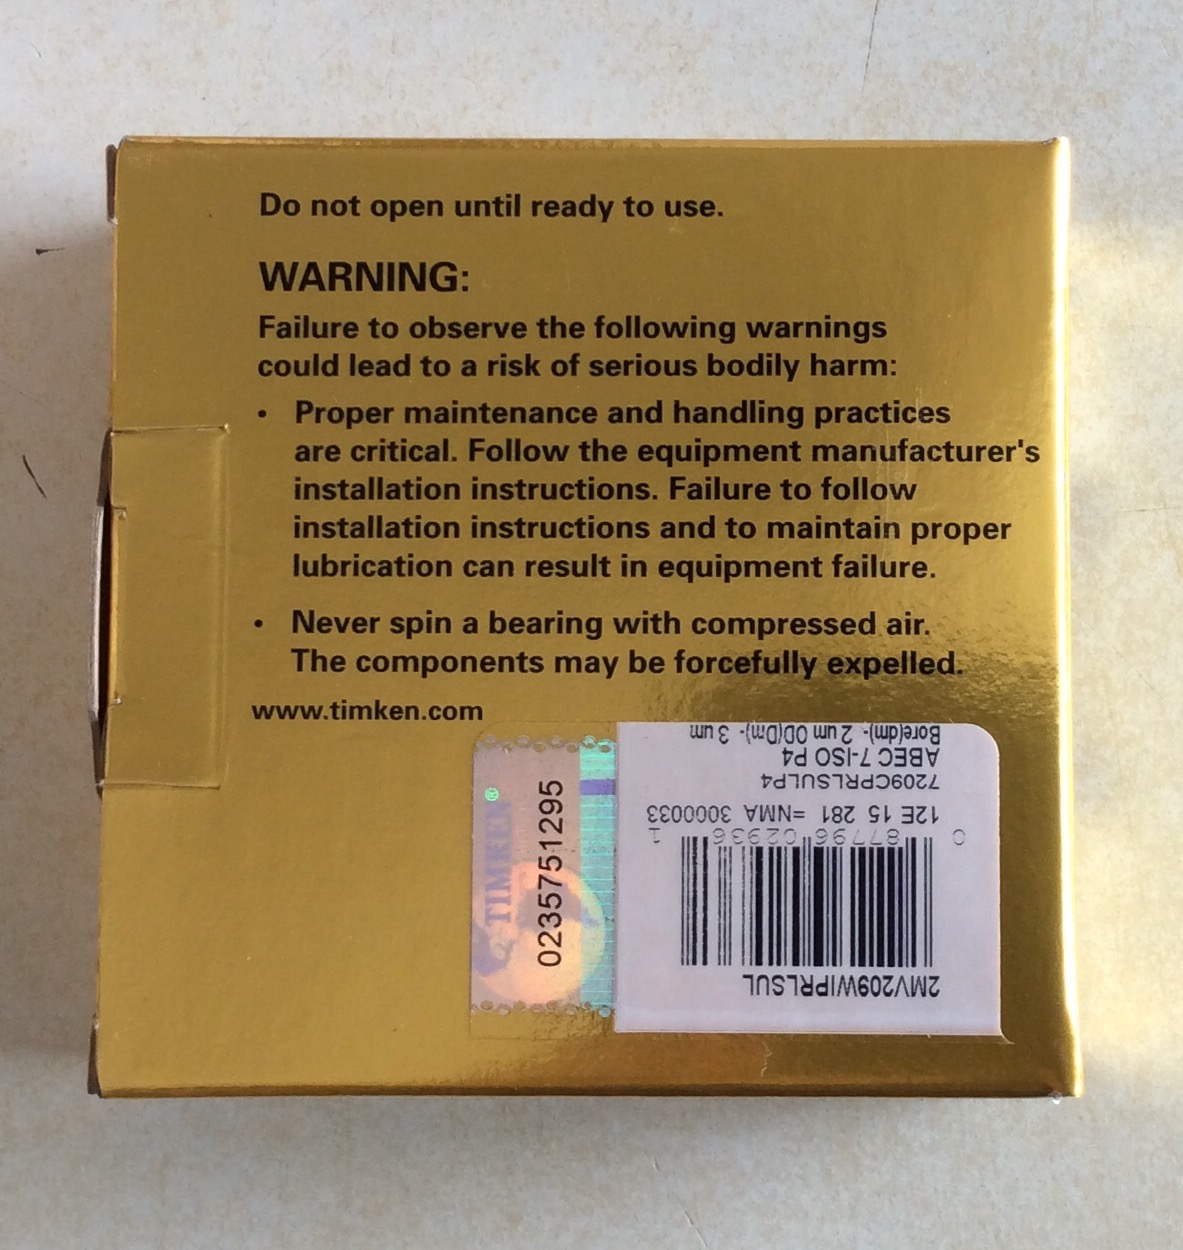 Do not open until ready to use.
WARNING:
Failure to observe the following warnings
could lead to a risk of serious bodily harm:
• Proper maintenance and handling practices
are critical. Follow the equipment manufacturer's
installation instructions. Failure to follow
installation instructions and to maintain proper
lubrication can result in equipment failure.
• Never spin a bearing with compressed air.
The components may be forcefully expelled.
www.timken.com
TIMKEN®
0235751295
2MV209WIPRLSUL
0 87796 02936 1
12E 15 281 =NMA 3000033
7209CPRLSULP4
ABEC 7-ISO P4
Bore(dm)- 2 um OD(Dm)- 3 um